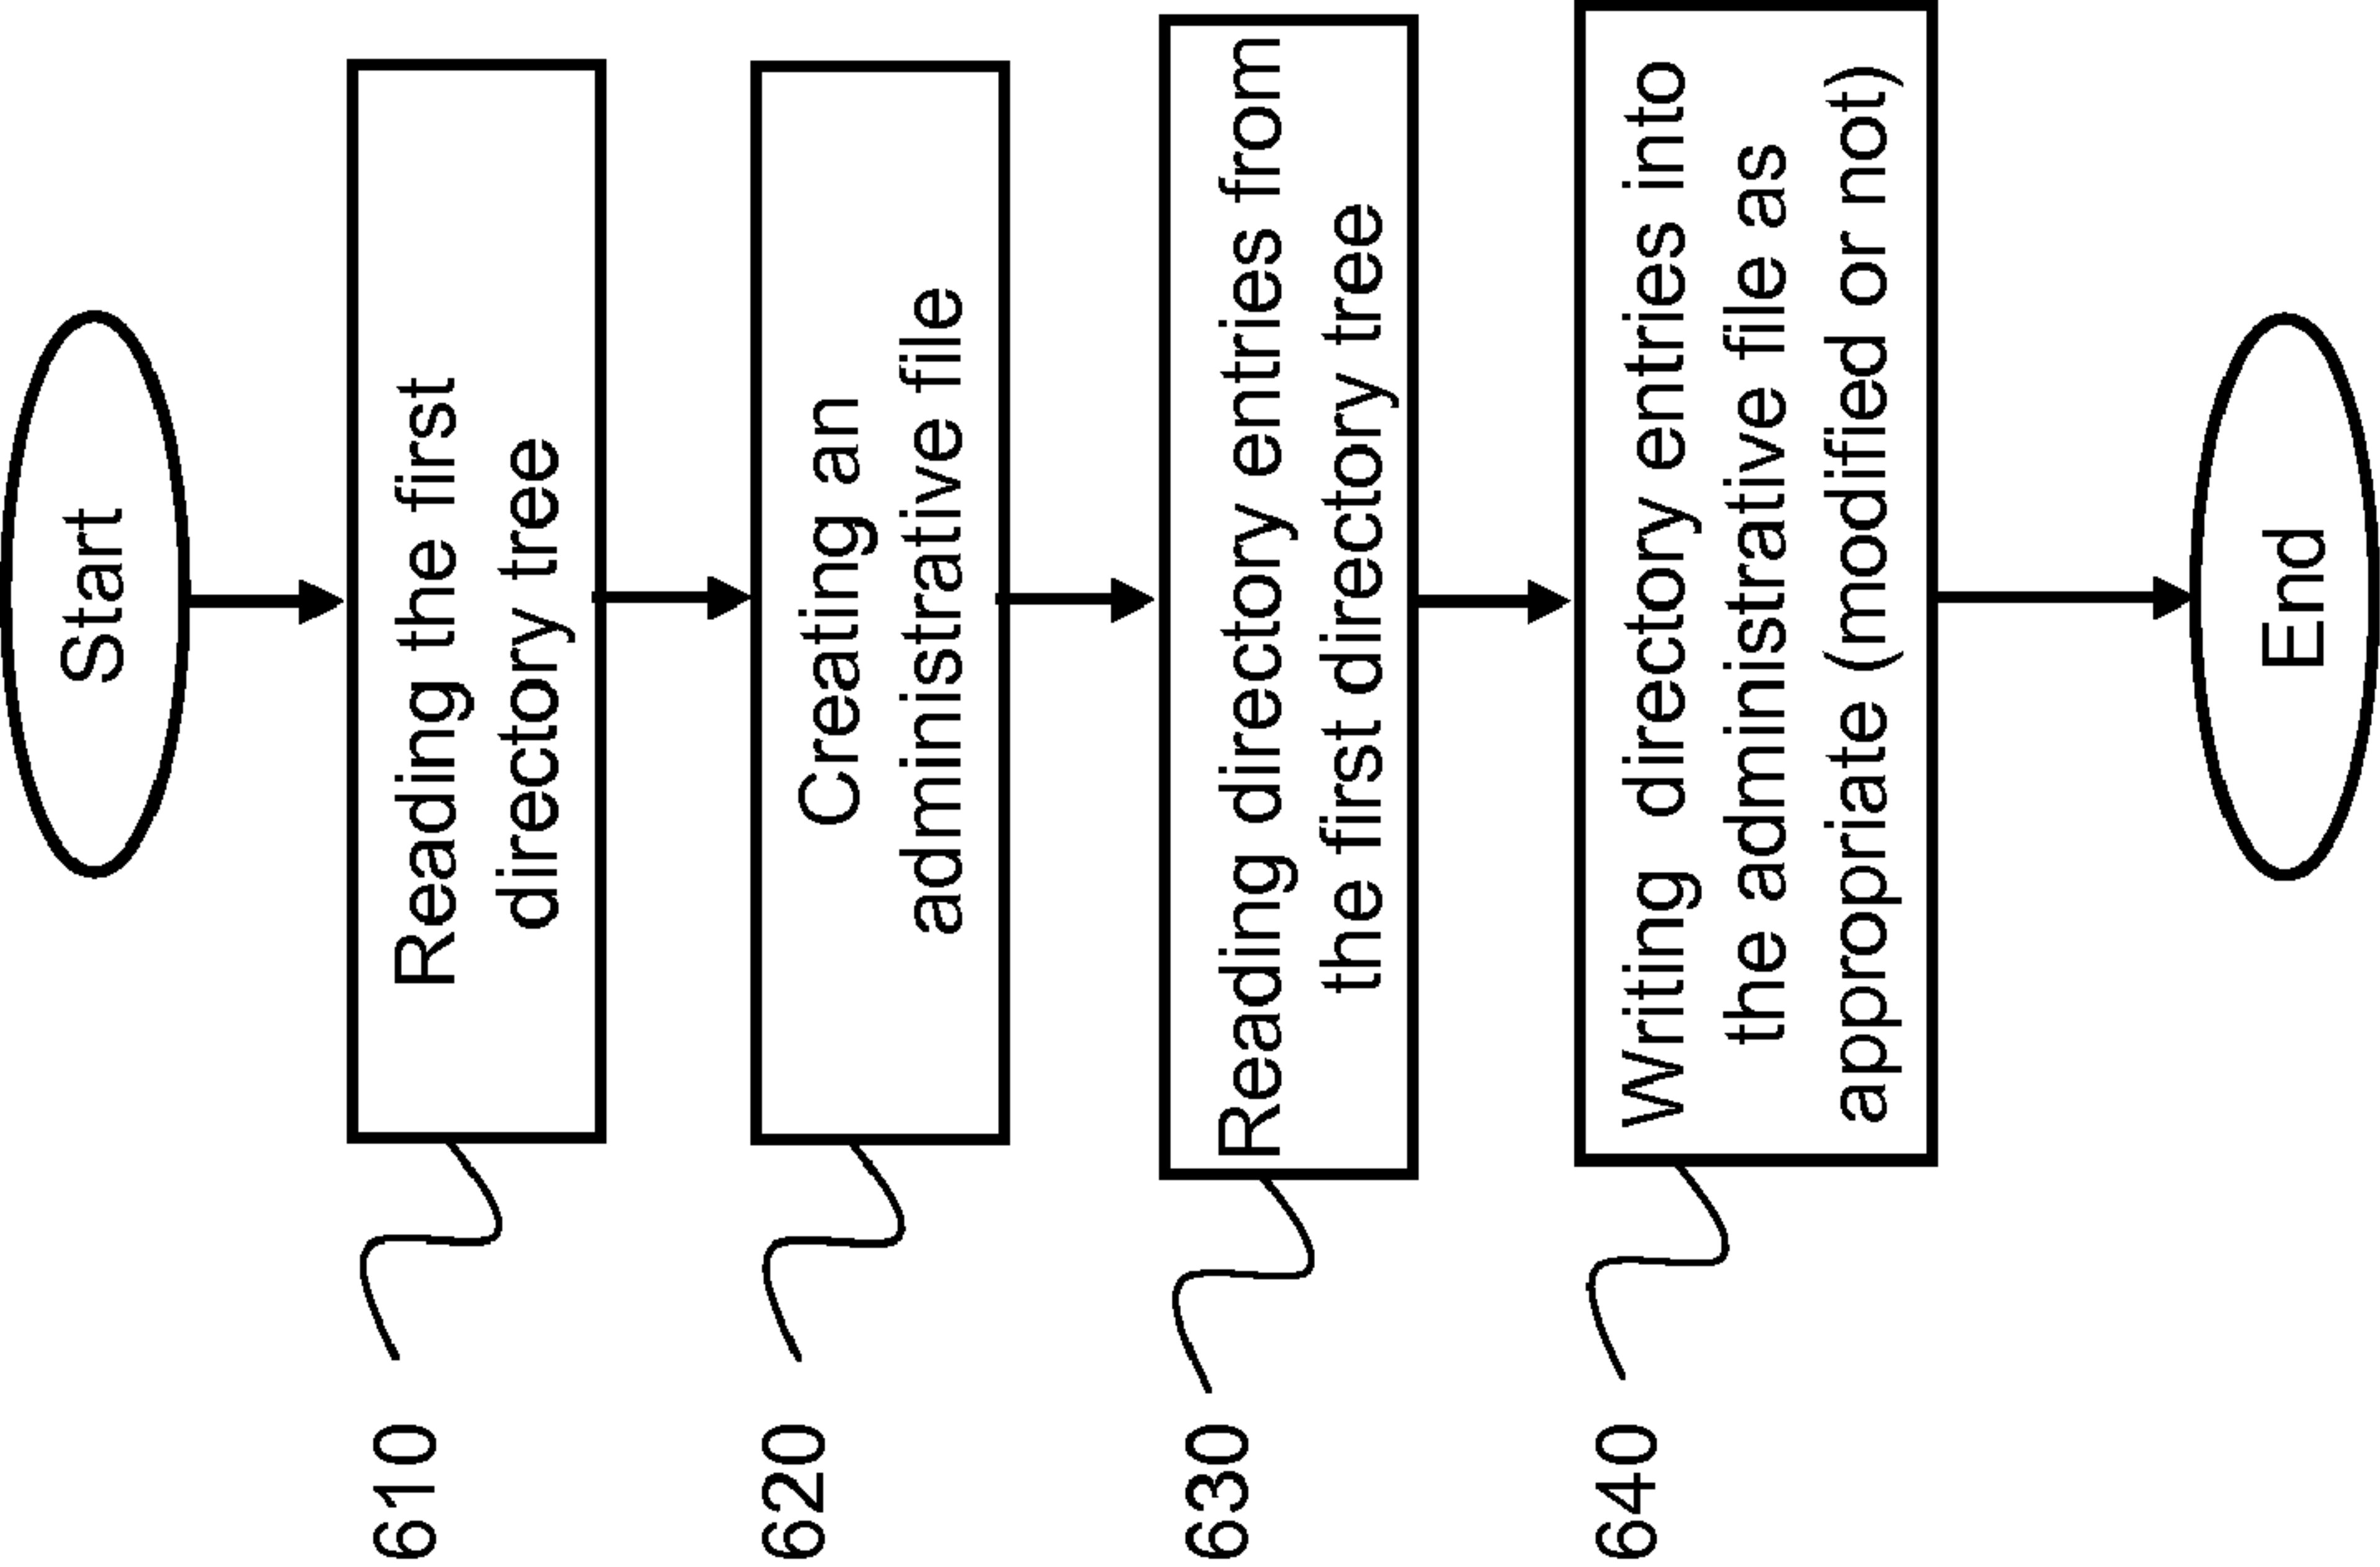 Start
610
Reading the first
directory tree
620
Creating an
administrative file
630
Reading directory entries from
the first directory tree
640
Writing directory entries into
the administrative file as
appropriate (modified or not)
End